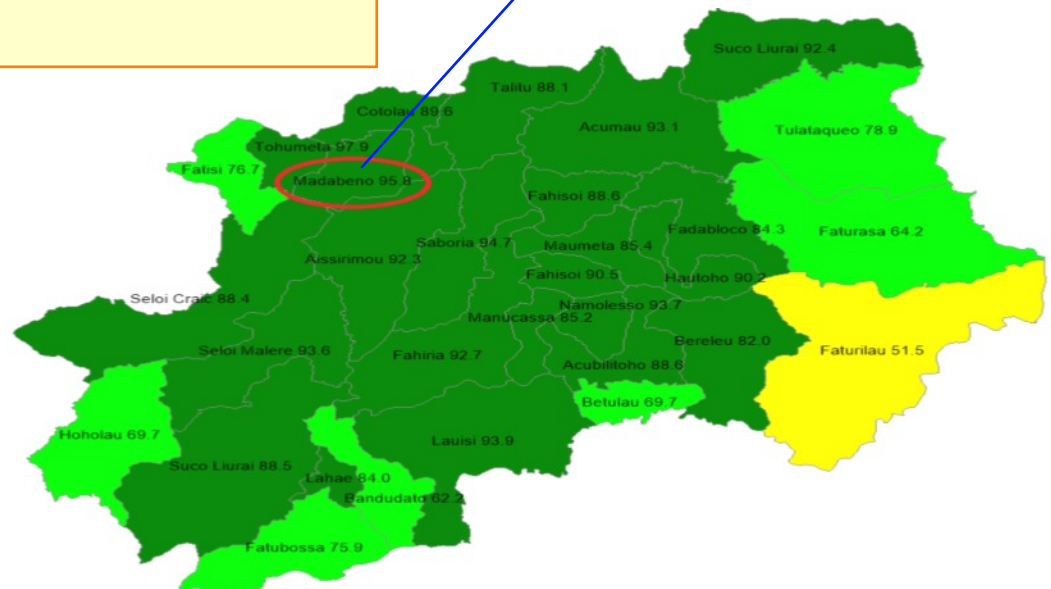 Suco Liurai 92.4
Talitu 88.1
Cotolau 89.6
Acumau 93.1
Tulataqueo 78.9
Tohumeta 97.9
Fatisi 76.7
Madabeno 95.8
Fahisoi 88.6
Fadabloco 84.3
Faturasa 64.2
Saboria 94.7
Maumeta 85.4
Aissirimou 92.3
Fahisoi 90.5
Hautoho 90.2
Seloi Craic 88.4
Namolesso 93.7
Manucassa 85.2
Bereleu 82.0
Seloi Malere 93.6
Fahiria 92.7
Faturilau 51.5
Acubilitoho 88.6
Betulau 69.7
Hoholau 69.7
Lauisi 93.9
Suco Liurai 88.5
Lahae 84.0
Bandudato 62.2
Fatubossa 75.9